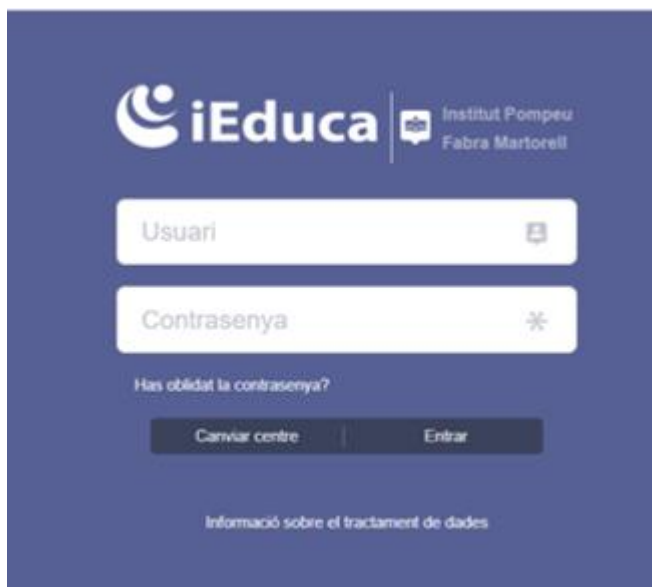 iEduca
Institut Pompeu
Fabra Martorell
Usuari
Contrasenya
Has oblidat la contrasenya?
Canviar centre
Entrar
Informació sobre el tractament de dades